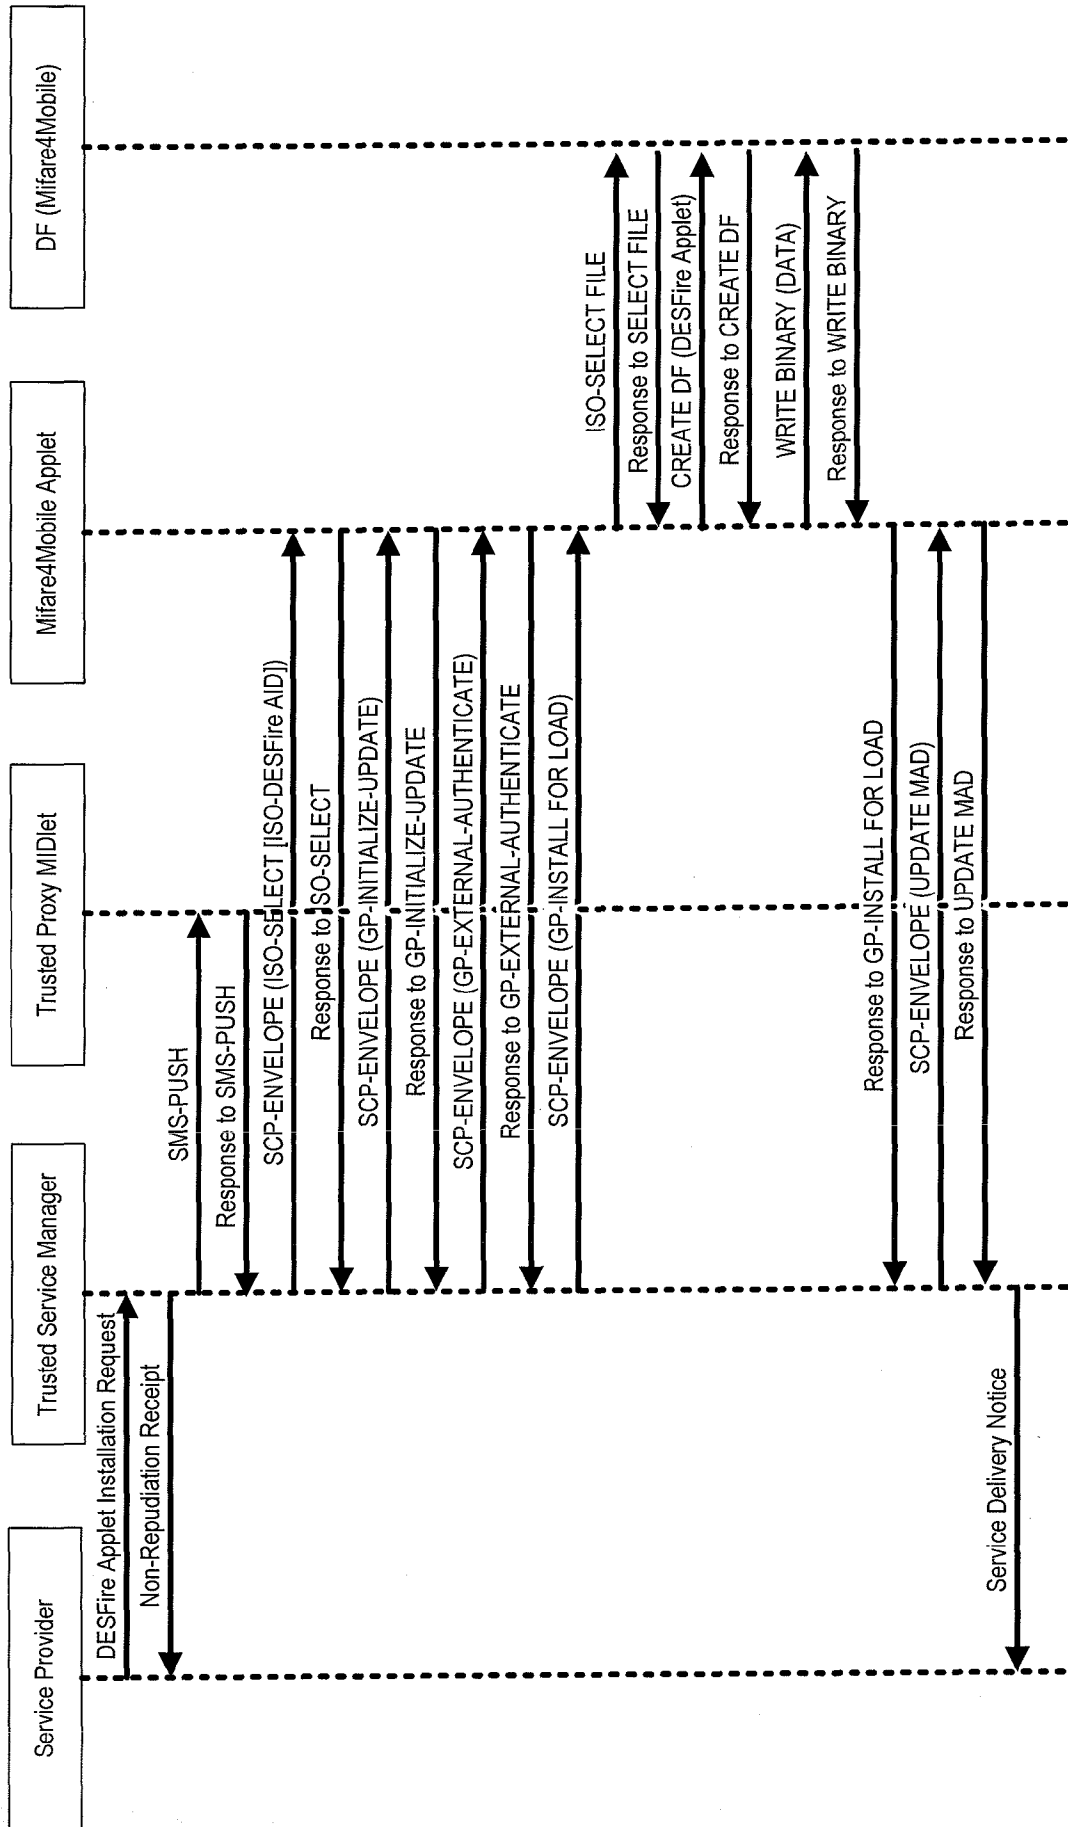 Service Provider
Trusted Service Manager
Trusted Proxy MIDlet
Mifare4Mobile Applet
DF (Mifare4Mobile)
DESFire Applet Installation Request
Non-Repudiation Receipt
SMS-PUSH
Response to SMS-PUSH
SCP-ENVELOPE (ISO-SELECT [ISO-DESFire AID])
Response to ISO-SELECT
SCP-ENVELOPE (GP-INITIALIZE-UPDATE)
Response to GP-INITIALIZE-UPDATE
SCP-ENVELOPE (GP-EXTERNAL-AUTHENTICATE)
Response to GP-EXTERNAL-AUTHENTICATE
SCP-ENVELOPE (GP-INSTALL FOR LOAD)
ISO-SELECT FILE
Response to SELECT FILE
CREATE DF (DESFire Applet)
Response to CREATE DF
WRITE BINARY (DATA)
Response to WRITE BINARY
Response to GP-INSTALL FOR LOAD
SCP-ENVELOPE (UPDATE MAD)
Response to UPDATE MAD
Service Delivery Notice